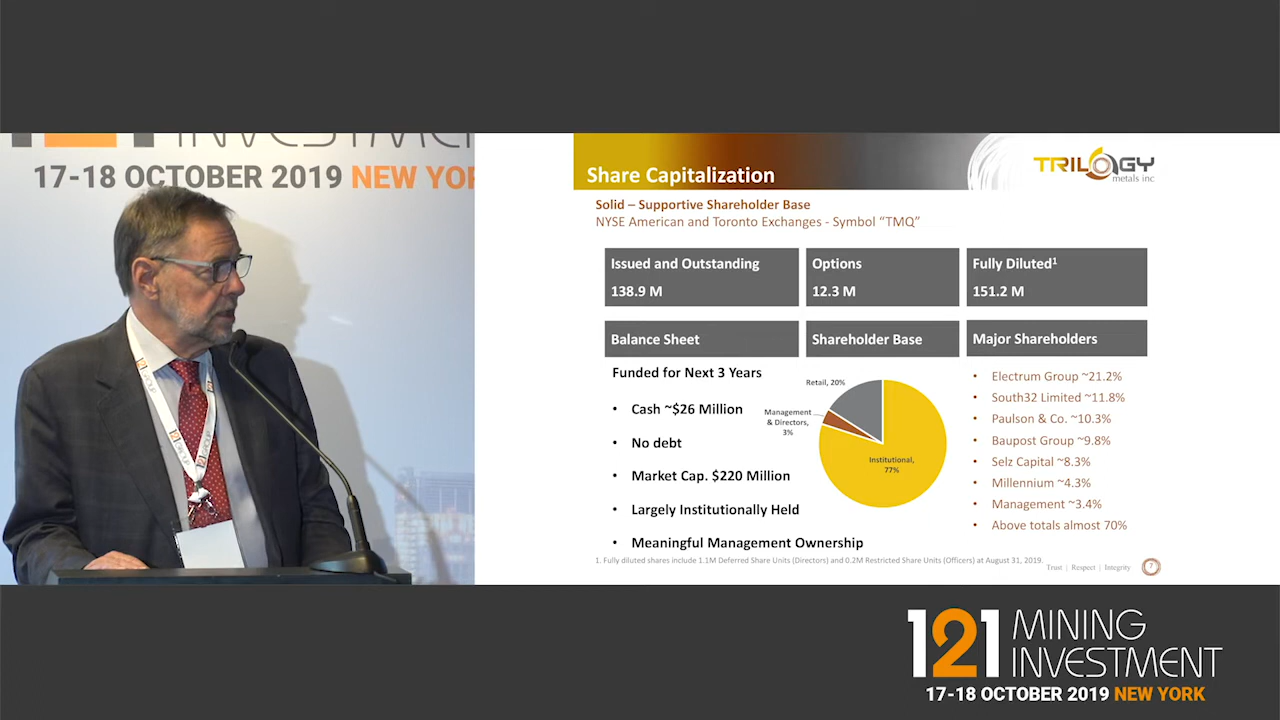 121 INVESTMENT
17-18 OCTOBER 2019 NEW YOR
121 GROUP
121 GROUP
Share Capitalization
TRILOGY
metals inc
Solid – Supportive Shareholder Base
NYSE American and Toronto Exchanges - Symbol “TMQ”
Issued and Outstanding
138.9 M
Options
12.3 M
Fully Diluted1
151.2 M
Balance Sheet
Shareholder Base
Major Shareholders
Funded for Next 3 Years
• Cash ~$26 Million
• No debt
• Market Cap. $220 Million
• Largely Institutionally Held
• Meaningful Management Ownership
Retail, 20%
Management
& Directors,
3%
Institutional,
77%
• Electrum Group ~21.2%
• South32 Limited ~11.8%
• Paulson & Co. ~10.3%
• Baupost Group ~9.8%
• Selz Capital ~8.3%
• Millennium ~4.3%
• Management ~3.4%
• Above totals almost 70%
1. Fully diluted shares include 1.1M Deferred Share Units (Directors) and 0.2M Restricted Share Units (Officers) at August 31, 2019.
Trust | Respect | Integrity
7
121 MINING
INVESTMENT
17-18 OCTOBER 2019 NEW YORK